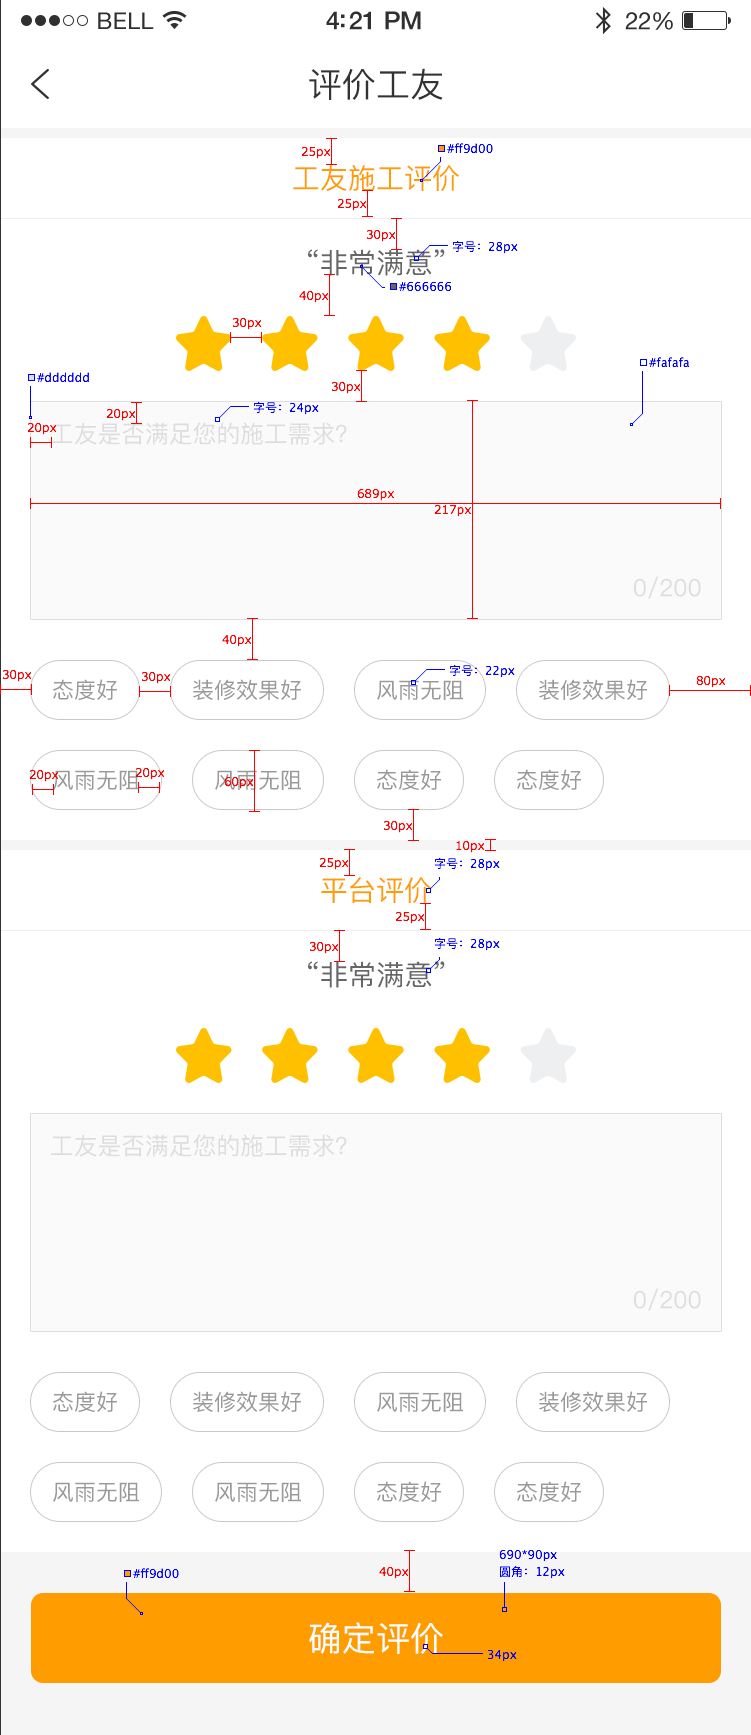 BELL 4:21 PM 22%
评价工友
25px #ff9d00
工友施工评价
25px
30px 字号：28px
“非常满意”
40px #666666
30px
#dddddd 30px #fafafa
20px 字号：24px
20px 工友是否满足您的施工需求？
689px
217px
0/200
40px
30px 态度好 30px 装修效果好 风雨无阻 字号：22px 装修效果好 80px
20px 风雨无阻 20px 风雨无阻 60px 态度好 态度好
30px
10px
25px 字号：28px
平台评价
25px
30px 字号：28px
“非常满意”
工友是否满足您的施工需求？
0/200
态度好 装修效果好 风雨无阻 装修效果好
风雨无阻 风雨无阻 态度好 态度好
690*90px
#ff9d00 40px 圆角：12px
确定评价
34px